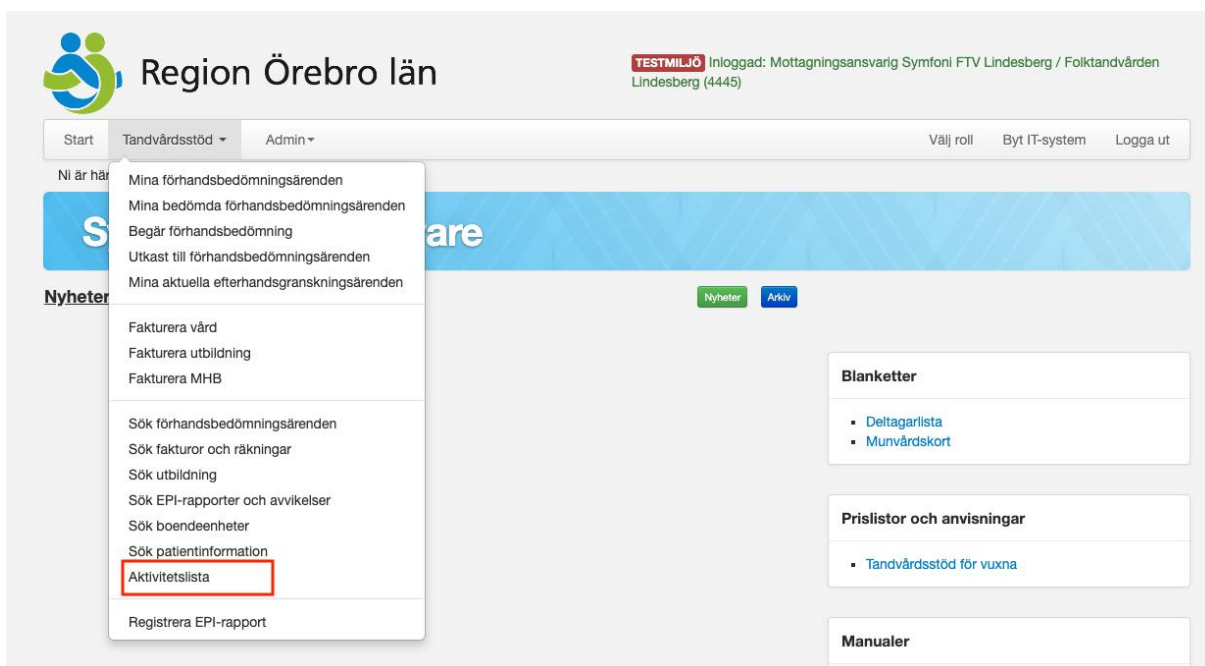 Region Örebro län
TESTMILJÖ Inloggad: Mottagningsansvarig Symfoni FTV Lindesberg / Folktandvården
Lindesberg (4445)
Start Tandvårdsstöd Admin Välj roll Byt IT-system Logga ut
Ni är här
Mina förhandsbedömningsärenden
Mina bedömda förhandsbedömningsärenden
Begär förhandsbedömning
Utkast till förhandsbedömningsärenden
Mina aktuella efterhandsgranskningsärenden
Nyheter
Nyheter Arkiv
Fakturera vård
Fakturera utbildning
Fakturera MHB
Sök förhandsbedömningsärenden
Sök fakturor och räkningar
Sök utbildning
Sök EPI-rapporter och avvikelser
Sök boendeenheter
Sök patientinformation
Aktivitetslista
Registrera EPI-rapport
Blanketter
Deltagarlista
Munvårdskort
Prislistor och anvisningar
Tandvårdsstöd för vuxna
Manualer